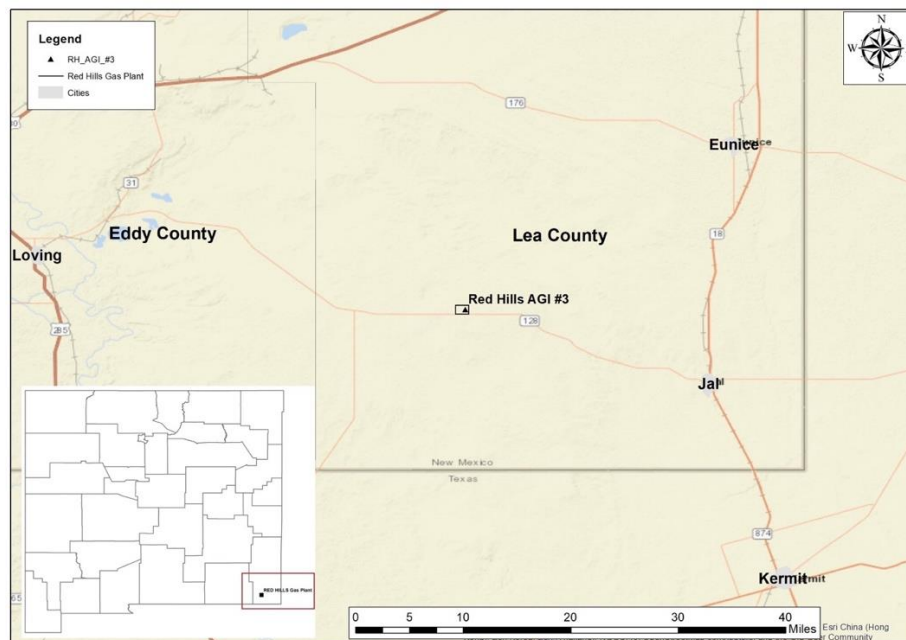 Legend
RH_AGI_#3
Red Hills Gas Plant
Cities
N
W
E
S
176
Eunice
31
Eddy County
Lea County
18
Loving
Red Hills AGI #3
128
285
Jal
New Mexico
Texas
874
Kermit
RED HILLS Gas Plant
0 5 10 20 30 40
Miles
Esri China (Hong
Community